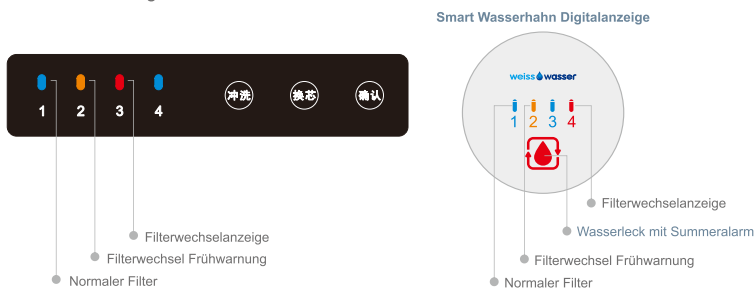 Smart Wasserhahn Digitalanzeige
1 2 3 4
冲洗 换芯 确认
Filterwechselanzeige
Filterwechsel Frühwarnung
Normaler Filter
weiss wasser
1 2 3 4
Filterwechselanzeige
Wasserleck mit Summeralarm
Filterwechsel Frühwarnung
Normaler Filter